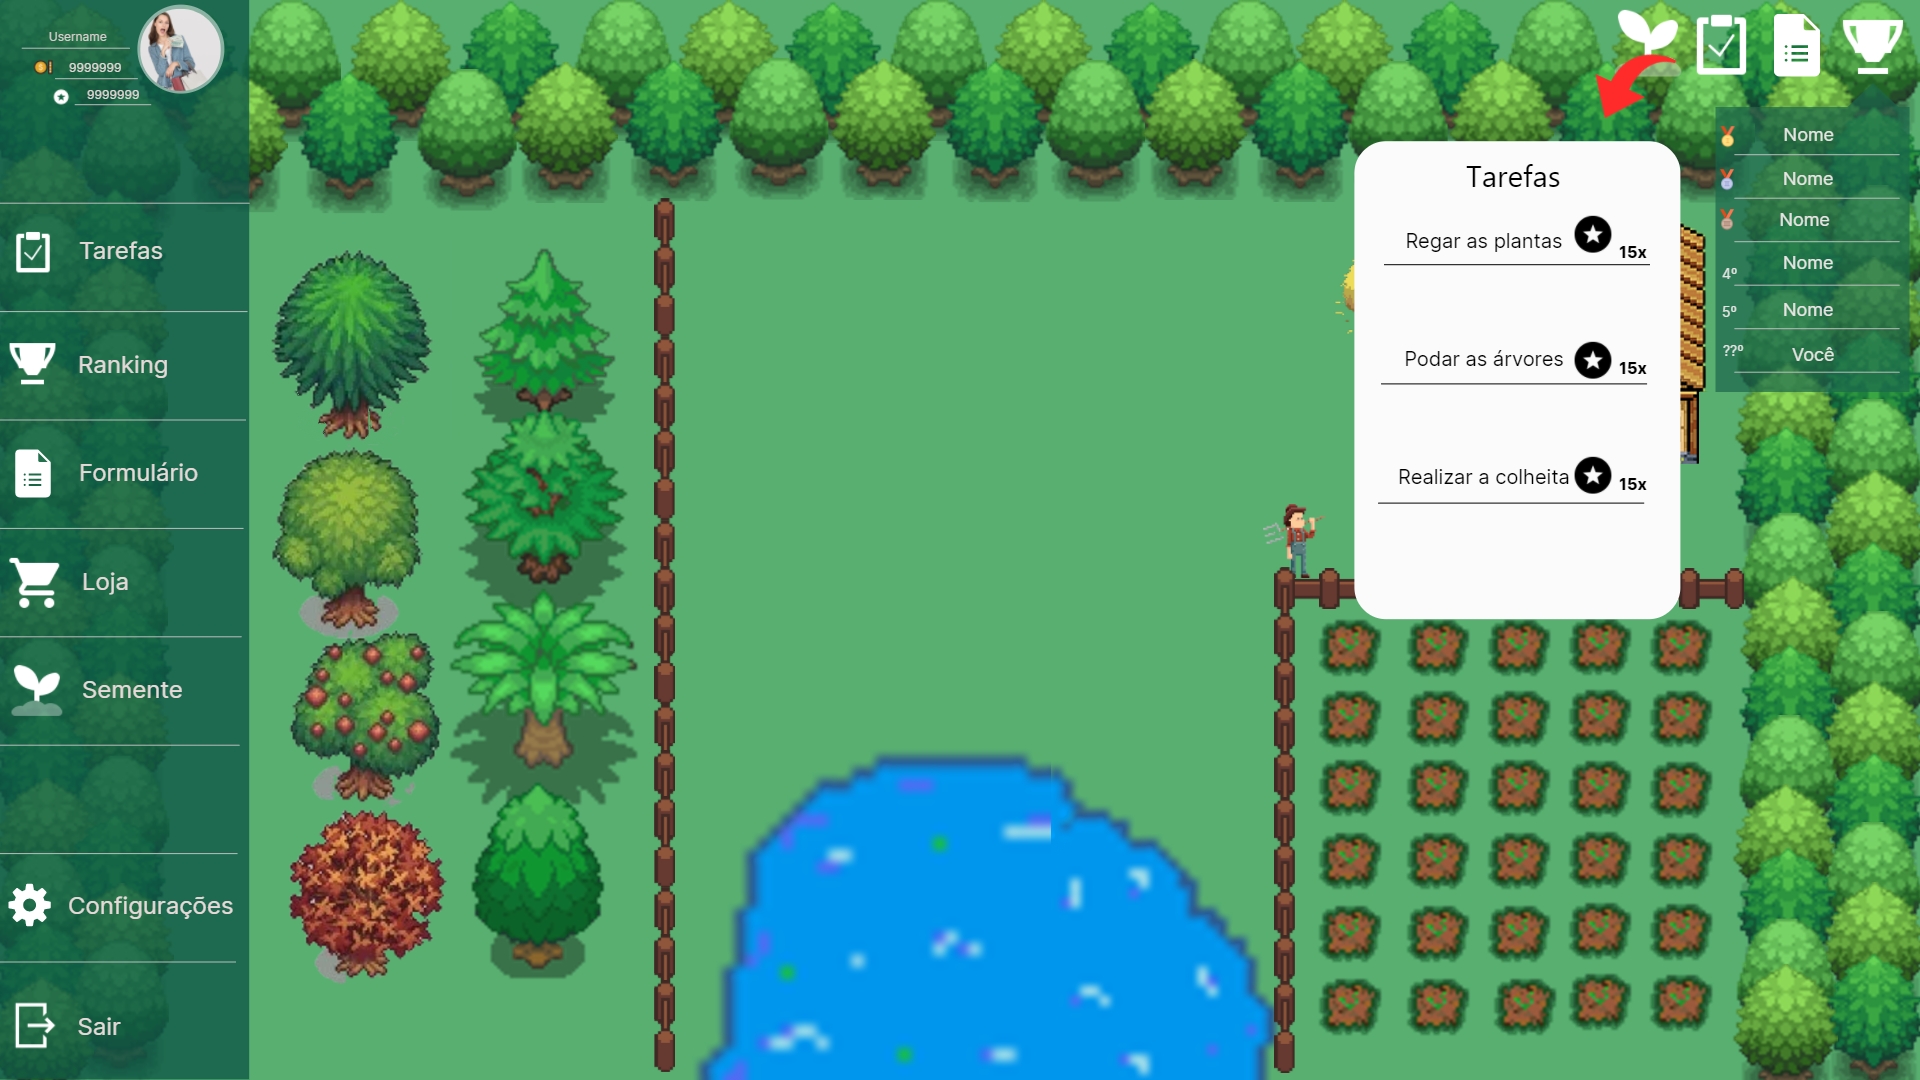 Username
9999999
9999999
Tarefas
Ranking
Formulário
Loja
Semente
Configurações
Sair
Tarefas
Regar as plantas 15x
Podar as árvores 15x
Realizar a colheita 15x
Nome
Nome
Nome
4º Nome
5º Nome
??º Você